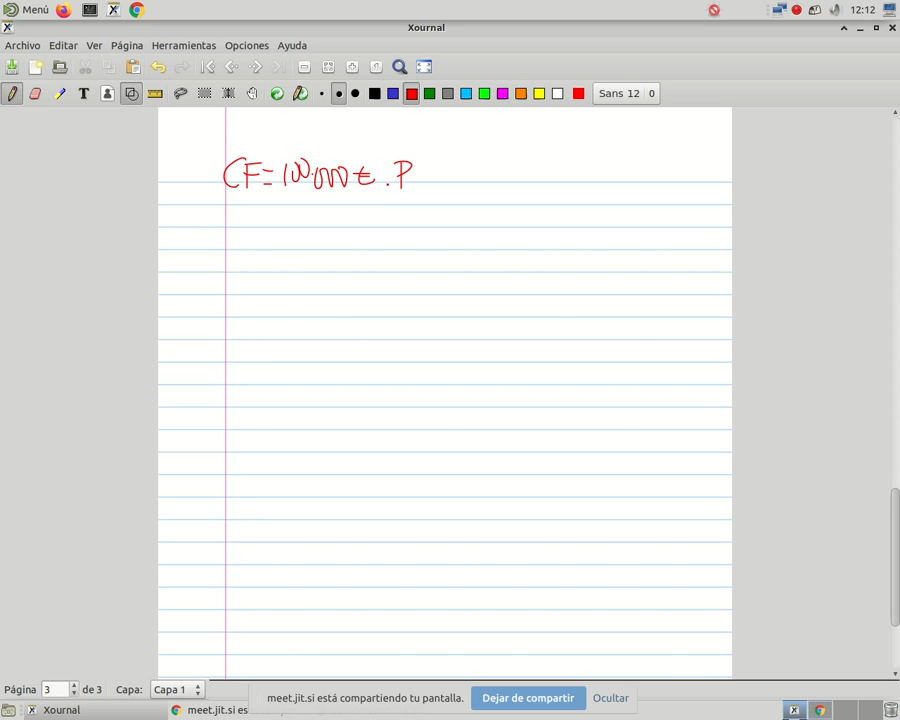 Menú
12:12
Xournal
Archivo Editar Ver Página Herramientas Opciones Ayuda
T
Sans 12 0
CF=100.000€.P
Página 3 de 3 Capa: Capa 1
meet.jit.si está compartiendo tu pantalla. Dejar de compartir Ocultar
Xournal
meet.jit.si es